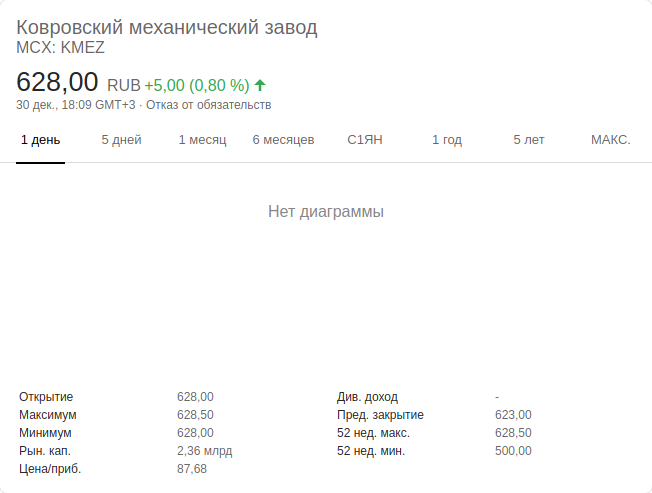 Ковровский механический завод
MCX: KMEZ
628,00 RUB +5,00 (0,80 %)
30 дек., 18:09 GMT+3 · Отказ от обязательств
1 день 5 дней 1 месяц 6 месяцев С1ЯН 1 год 5 лет МАКС.
Нет диаграммы
Открытие 628,00 Див. доход -
Максимум 628,50 Пред. закрытие 623,00
Минимум 628,00 52 нед. макс. 628,50
Рын. кап. 2,36 млрд 52 нед. мин. 500,00
Цена/приб. 87,68